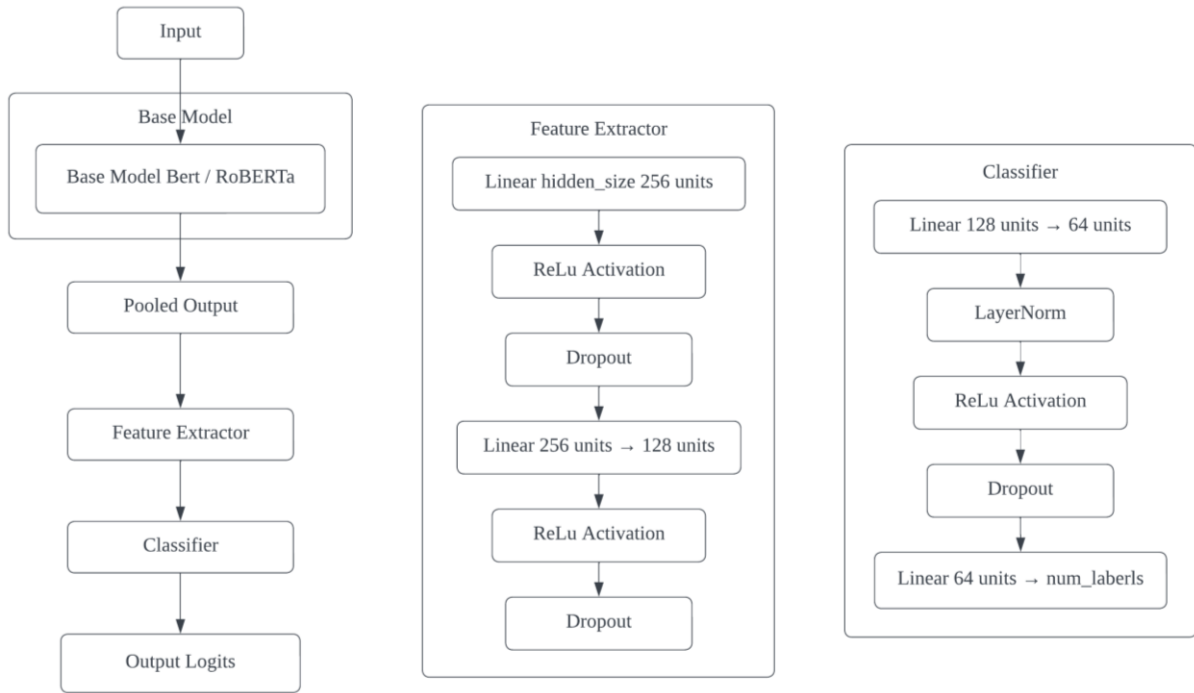 Input
Base Model
Base Model Bert / RoBERTa
Pooled Output
Feature Extractor
Classifier
Output Logits
Feature Extractor
Linear hidden_size 256 units
ReLu Activation
Dropout
Linear 256 units → 128 units
ReLu Activation
Dropout
Classifier
Linear 128 units → 64 units
LayerNorm
ReLu Activation
Dropout
Linear 64 units → num_laberls